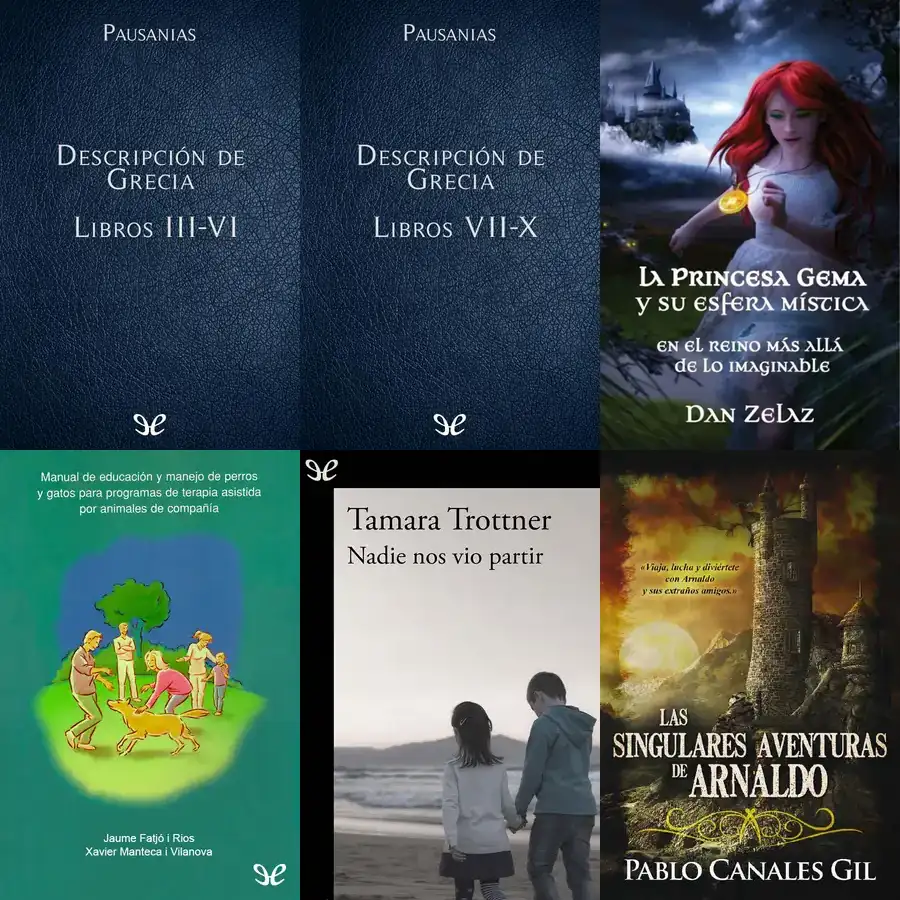 PAUSANIAS
DESCRIPCIÓN DE
GRECIA
LIBROS III-VI
PAUSANIAS
DESCRIPCIÓN DE
GRECIA
LIBROS VII-X
LA PRINCESA GEMA
Y SU ESFERA MÍSTICA
EN EL REINO MÁS ALLÁ
DE LO IMAGINABLE
DAN ZELAZ
Manual de educación y manejo de perros
y gatos para programas de terapia asistida
por animales de compañía
Jaume Fatjó i Rios
Xavier Manteca i Vilanova
Tamara Trottner
Nadie nos vio partir
«Viaja, lucha y diviértete
con Arnaldo
y sus extraños amigos.»
LAS
SINGULARES AVENTURAS
DE ARNALDO
PABLO CANALES GIL